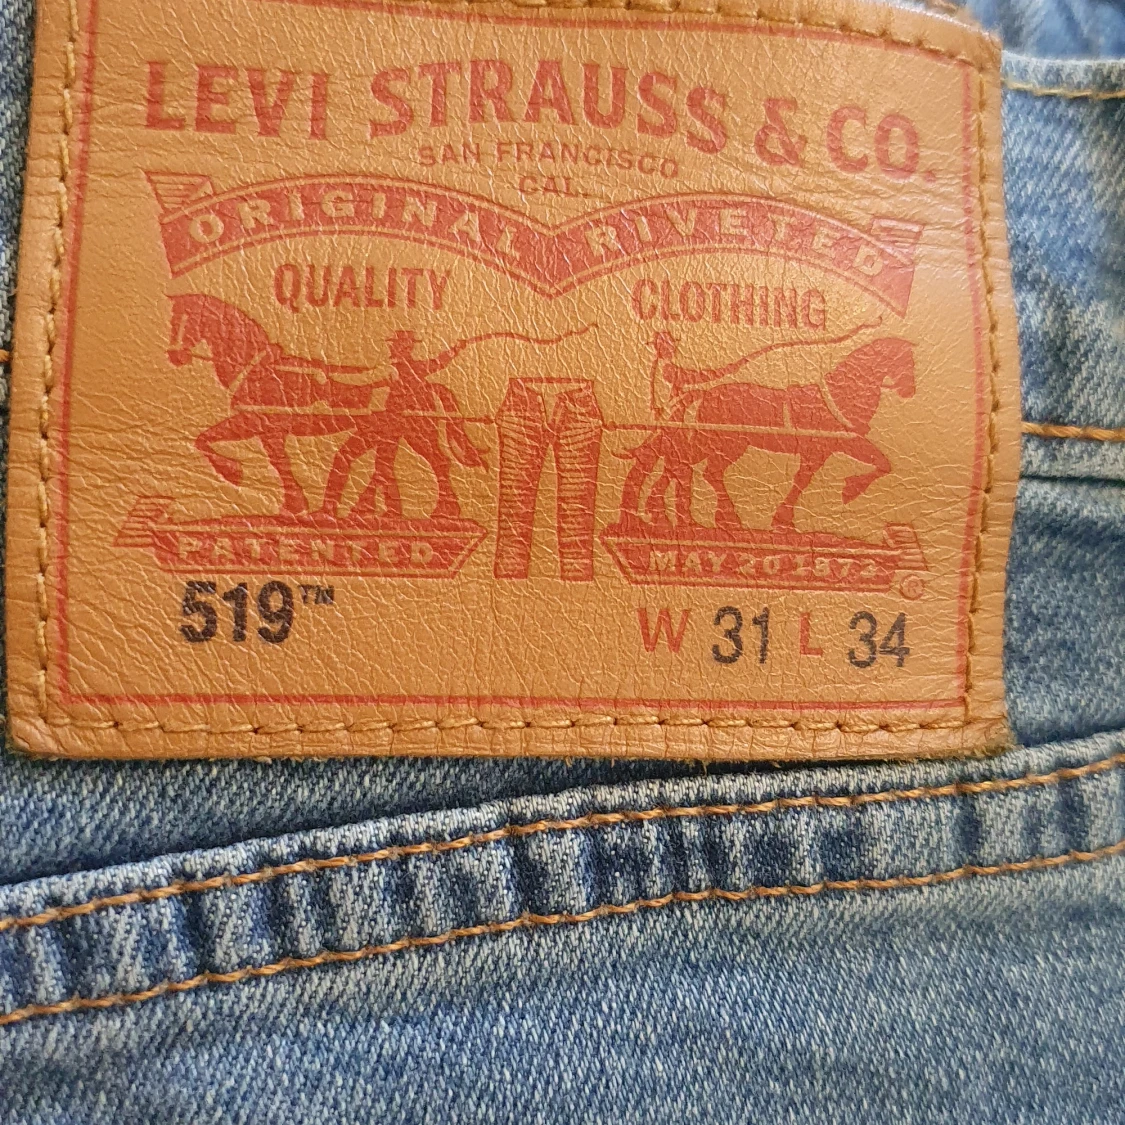 LEVI STRAUSS & CO.
SAN FRANCISCO
CAL.
ORIGINAL RIVETED
QUALITY CLOTHING
PATENTED MAY 20 1873
®
519™ W 31 L 34